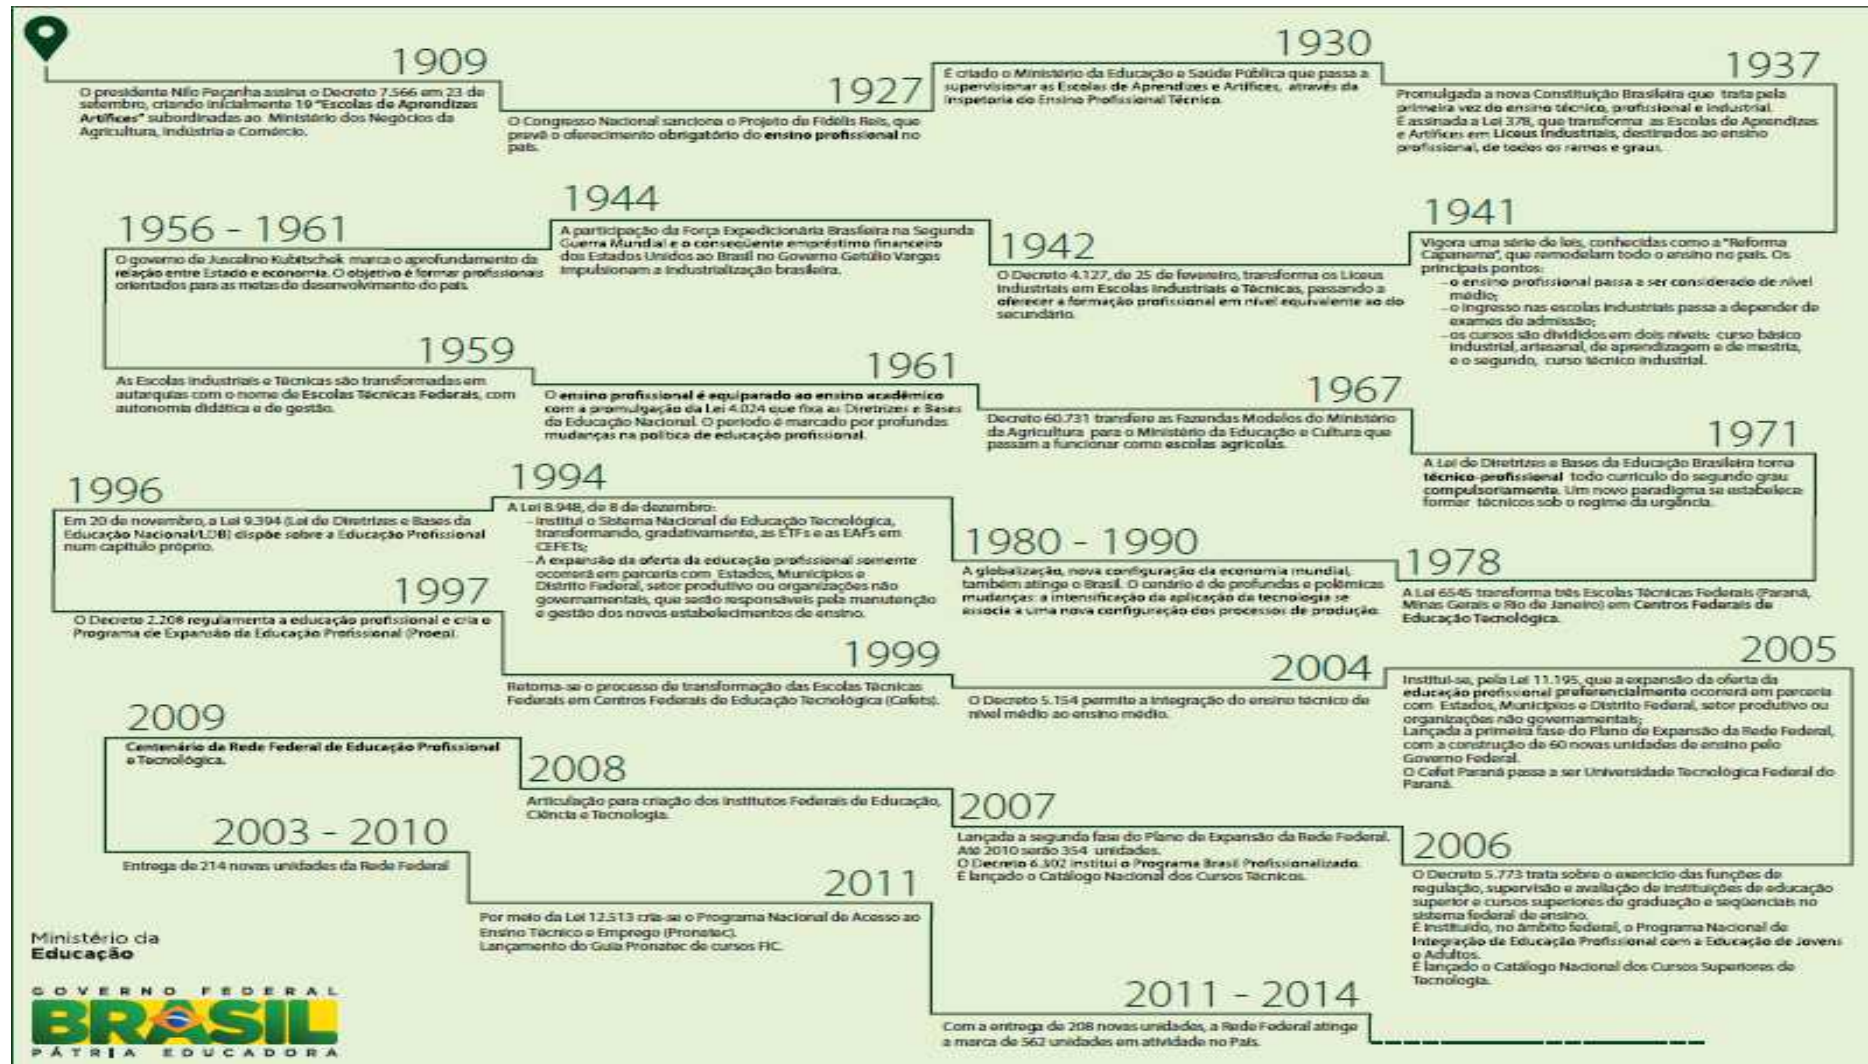 1909
O presidente Nilo Peçanha assina o Decreto 7.566 em 23 de
setembro, criando inicialmente 19 "Escolas de Aprendizes
Artífices" subordinadas ao Ministério dos Negócios da
Agricultura, Indústria e Comércio.
1927
O Congresso Nacional sanciona o Projeto de Fidélis Reis, que
prevê o oferecimento obrigatório do ensino profissional no
país.
1930
É criado o Ministério da Educação e Saúde Pública que passa a
supervisionar as Escolas de Aprendizes e Artífices, através da
Inspetoria do Ensino Profissional Técnico.
1937
Promulgada a nova Constituição Brasileira que trata pela
primeira vez do ensino técnico, profissional e industrial.
É assinada a Lei 378, que transforma as Escolas de Aprendizes
e Artífices em Liceus Industriais, destinados ao ensino
profissional, de todos os ramos e graus.
1941
Vigora uma série de leis, conhecidas como a "Reforma
Capanema", que remodelam todo o ensino no país. Os
principais pontos:
- o ensino profissional passa a ser considerado de nível
médio;
- o ingresso nas escolas industriais passa a depender de
exames de admissão;
- os cursos são divididos em dois níveis: curso básico
industrial, artesanal, de aprendizagem e de mestria,
e o segundo, curso técnico industrial.
1942
O Decreto 4.127, de 25 de fevereiro, transforma os Liceus
Industriais em Escolas Industriais e Técnicas, passando a
oferecer a formação profissional em nível equivalente ao do
secundário.
1944
A participação da Força Expedicionária Brasileira na Segunda
Guerra Mundial e o conseqüente empréstimo financeiro
dos Estados Unidos ao Brasil no Governo Getúlio Vargas
impulsionam a industrialização brasileira.
1956 - 1961
O governo de Juscelino Kubitschek marca o aprofundamento da
relação entre Estado e economia. O objetivo é formar profissionais
orientados para as metas de desenvolvimento do país.
1959
As Escolas Industriais e Técnicas são transformadas em
autarquias com o nome de Escolas Técnicas Federais, com
autonomia didática e de gestão.
1961
O ensino profissional é equiparado ao ensino acadêmico
com a promulgação da Lei 4.024 que fixa as Diretrizes e Bases
da Educação Nacional. O período é marcado por profundas
mudanças na política de educação profissional.
1967
Decreto 60.731 transfere as Fazendas Modelos do Ministério
da Agricultura para o Ministério da Educação e Cultura que
passam a funcionar como escolas agrícolas.
1971
A Lei de Diretrizes e Bases da Educação Brasileira torna
técnico-profissional todo currículo do segundo grau
compulsoriamente. Um novo paradigma se estabelece:
formar técnicos sob o regime da urgência.
1978
A Lei 6545 transforma três Escolas Técnicas Federais (Paraná,
Minas Gerais e Rio de Janeiro) em Centros Federais de
Educação Tecnológica.
1980 - 1990
A globalização, nova configuração da economia mundial,
também atinge o Brasil. O cenário é de profundas e polêmicas
mudanças: a intensificação da aplicação da tecnologia se
associa a uma nova configuração dos processos de produção.
1994
A Lei 8.948, de 8 de dezembro:
- Institui o Sistema Nacional de Educação Tecnológica,
transformando, gradativamente, as ETFs e as EAFs em
CEFETs;
- A expansão da oferta da educação profissional somente
ocorrerá em parceria com Estados, Municípios e
Distrito Federal, setor produtivo ou organizações não
governamentais, que serão responsáveis pela manutenção
e gestão dos novos estabelecimentos de ensino.
1996
Em 20 de novembro, a Lei 9.394 (Lei de Diretrizes e Bases da
Educação Nacional/LDB) dispõe sobre a Educação Profissional
num capítulo próprio.
1997
O Decreto 2.208 regulamenta a educação profissional e cria o
Programa de Expansão da Educação Profissional (Proep).
1999
Retoma-se o processo de transformação das Escolas Técnicas
Federais em Centros Federais de Educação Tecnológica (Cefets).
2004
O Decreto 5.154 permite a integração do ensino técnico de
nível médio ao ensino médio.
2005
Institui-se, pela Lei 11.195, que a expansão da oferta da
educação profissional preferencialmente ocorrerá em parceria
com Estados, Municípios e Distrito Federal, setor produtivo ou
organizações não governamentais;
Lançada a primeira fase do Plano de Expansão da Rede Federal,
com a construção de 60 novas unidades de ensino pelo
Governo Federal.
O Cefet Paraná passa a ser Universidade Tecnológica Federal do
Paraná.
2006
O Decreto 5.773 trata sobre o exercício das funções de
regulação, supervisão e avaliação de instituições de educação
superior e cursos superiores de graduação e seqüenciais no
sistema federal de ensino.
É instituído, no âmbito federal, o Programa Nacional de
Integração da Educação Profissional com a Educação de Jovens
e Adultos.
É lançado o Catálogo Nacional dos Cursos Superiores de
Tecnologia.
2007
Lançada a segunda fase do Plano de Expansão da Rede Federal.
Até 2010 serão 354 unidades.
O Decreto 6.302 institui o Programa Brasil Profissionalizado.
É lançado o Catálogo Nacional dos Cursos Técnicos.
2008
Articulação para criação dos Institutos Federais de Educação,
Ciência e Tecnologia.
2009
Centenário da Rede Federal de Educação Profissional
e Tecnológica.
2003 - 2010
Entrega de 214 novas unidades da Rede Federal
2011
Por meio da Lei 12.513 cria-se o Programa Nacional de Acesso ao
Ensino Técnico e Emprego (Pronatec).
Lançamento do Guia Pronatec de cursos FIC.
2011 - 2014
Com a entrega de 208 novas unidades, a Rede Federal atinge
a marca de 562 unidades em atividade no País.
Ministério da
Educação
GOVERNO FEDERAL
BRASIL
PÁTRIA EDUCADORA